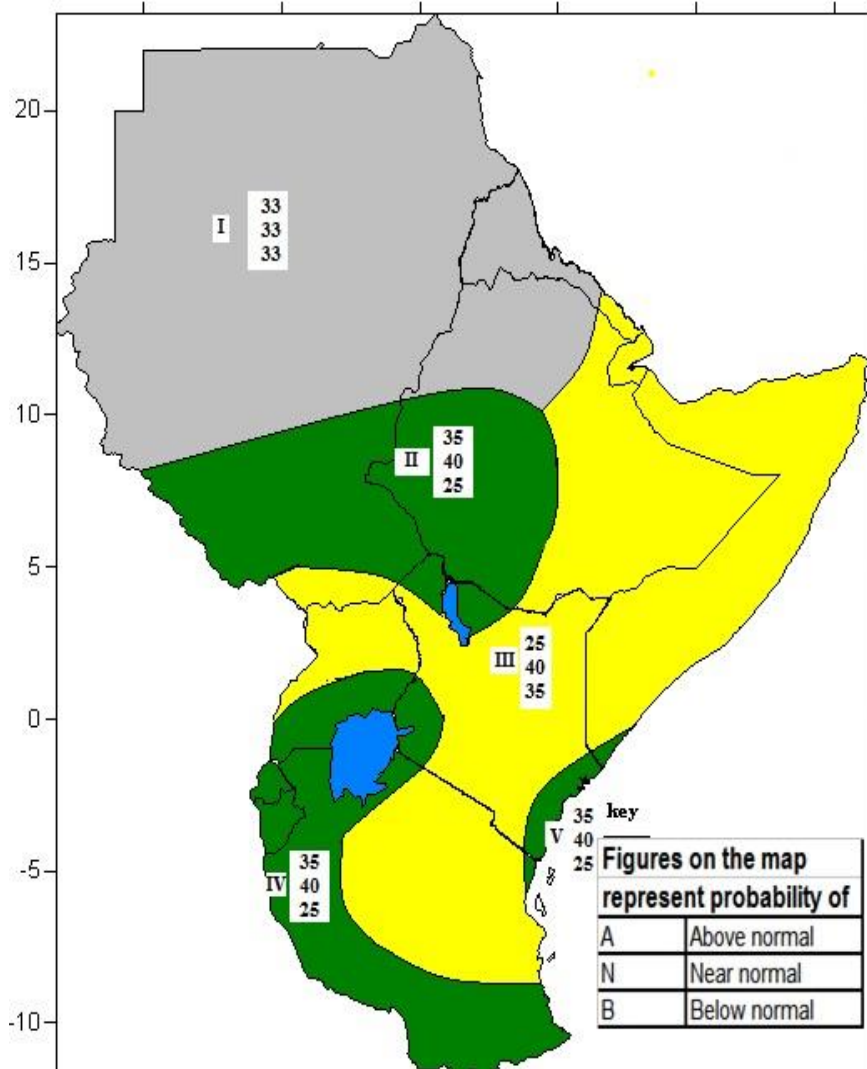 20
I
33
33
33
15
10
II
35
40
25
5
III
25
40
35
0
V
35
40
25
key
-5
IV
35
40
25
Figures on the map
represent probability of
A Above normal
N Near normal
B Below normal
-10